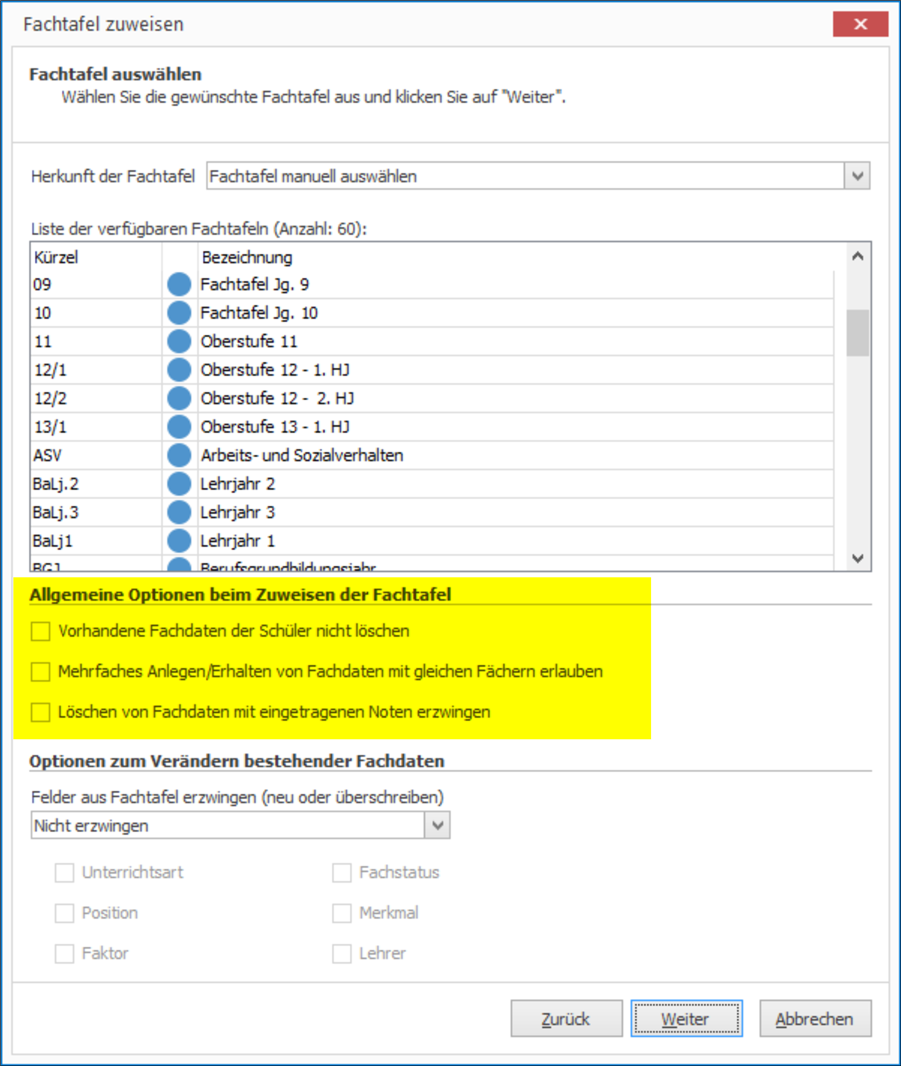 Fachtafel zuweisen
Fachtafel auswählen
Wählen Sie die gewünschte Fachtafel aus und klicken Sie auf "Weiter".
Herkunft der Fachtafel Fachtafel manuell auswählen
Liste der verfügbaren Fachtafeln (Anzahl: 60):
Kürzel Bezeichnung
09 Fachtafel Jg. 9
10 Fachtafel Jg. 10
11 Oberstufe 11
12/1 Oberstufe 12 - 1. HJ
12/2 Oberstufe 12 - 2. HJ
13/1 Oberstufe 13 - 1. HJ
ASV Arbeits- und Sozialverhalten
BaLj.2 Lehrjahr 2
BaLj.3 Lehrjahr 3
BaLj1 Lehrjahr 1
BGJ Berufsgrundbildungsjahr
Allgemeine Optionen beim Zuweisen der Fachtafel
Vorhandene Fachdaten der Schüler nicht löschen
Mehrfaches Anlegen/Erhalten von Fachdaten mit gleichen Fächern erlauben
Löschen von Fachdaten mit eingetragenen Noten erzwingen
Optionen zum Verändern bestehender Fachdaten
Felder aus Fachtafel erzwingen (neu oder überschreiben)
Nicht erzwingen
Unterrichtsart Fachstatus
Position Merkmal
Faktor Lehrer
Zurück Weiter Abbrechen